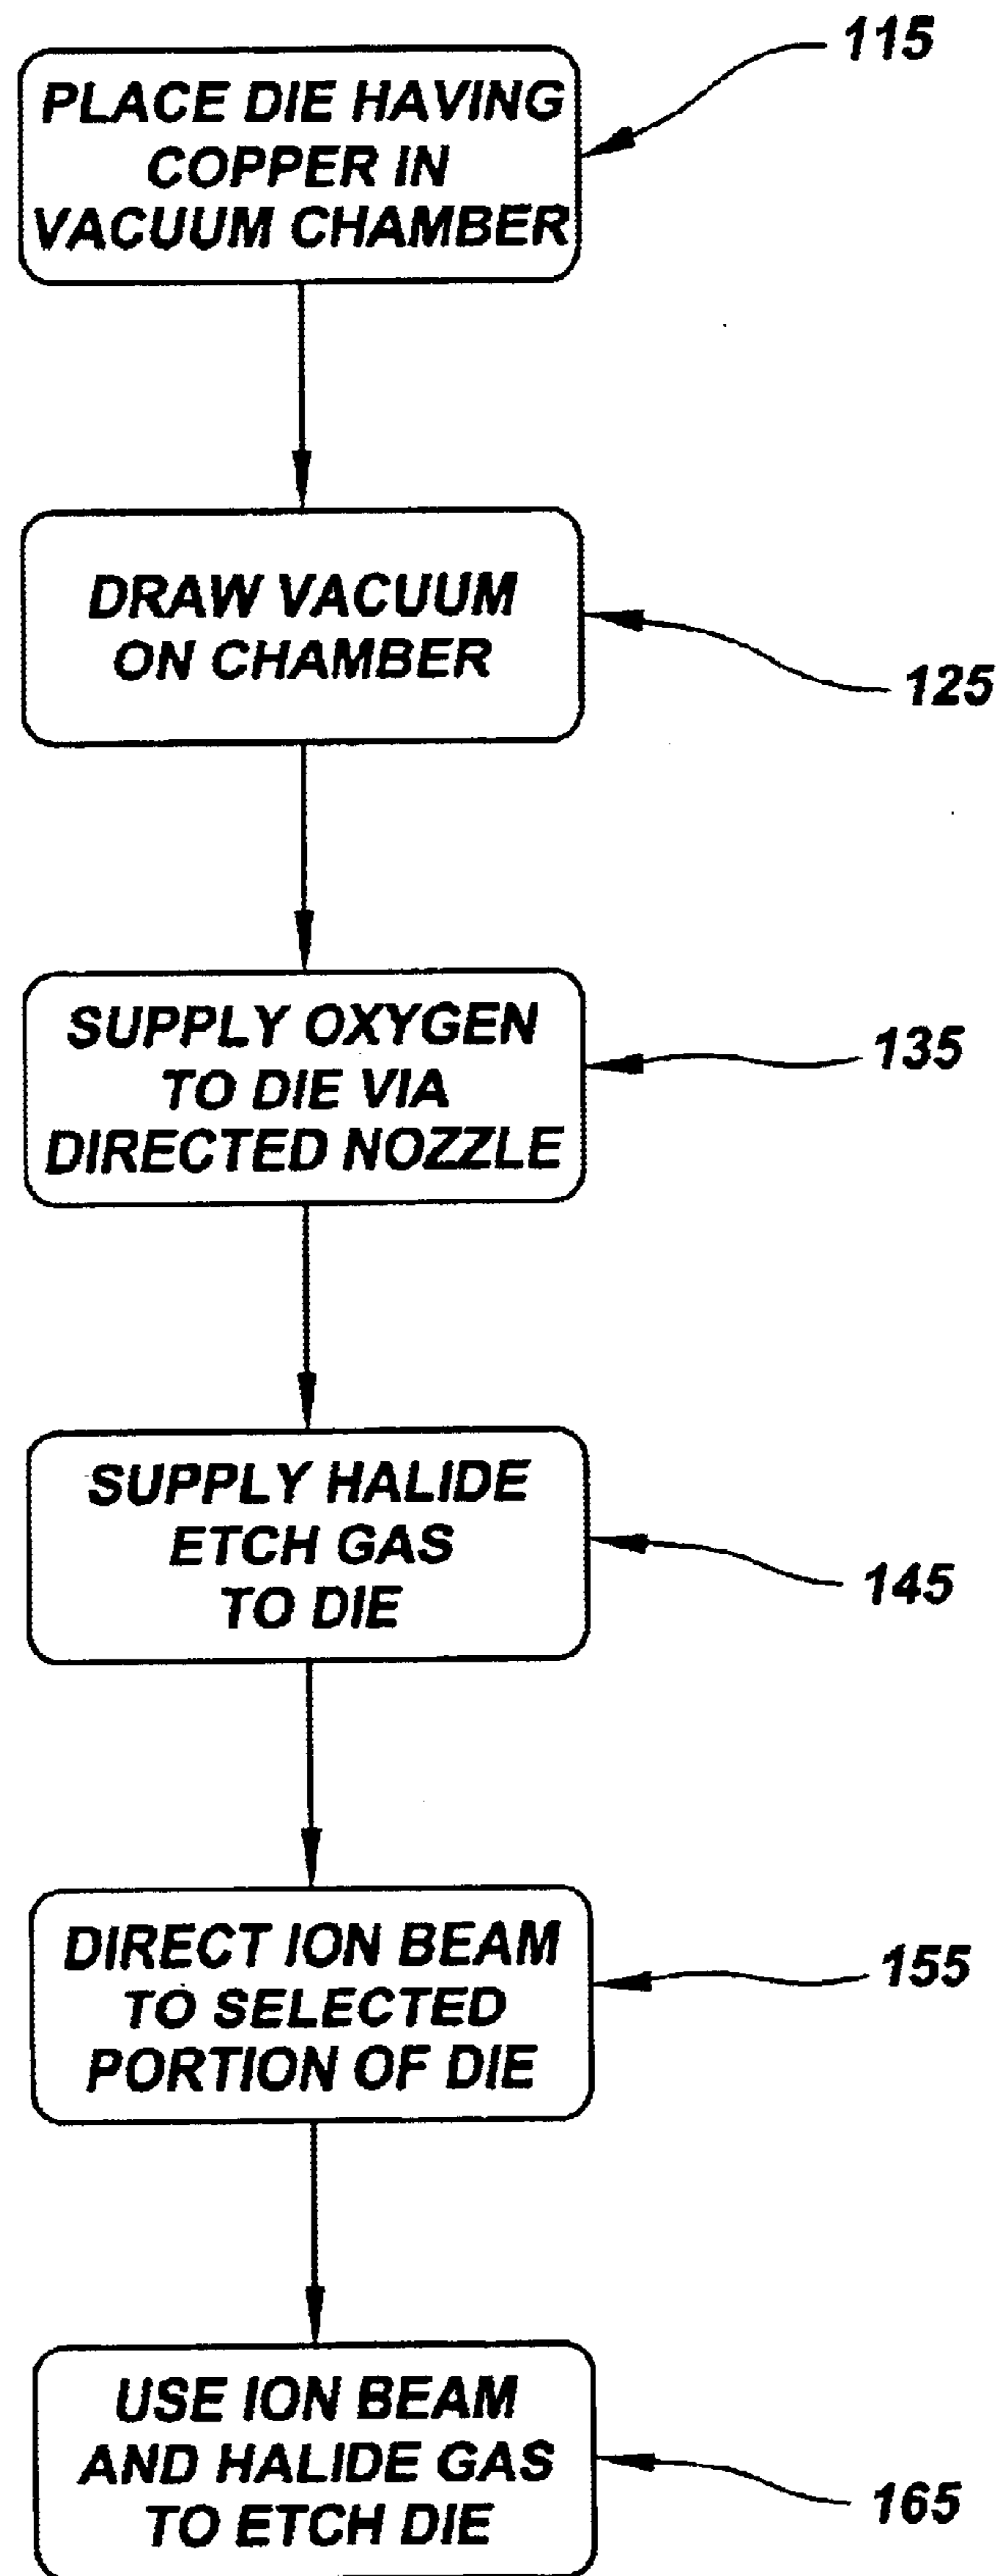 115
PLACE DIE HAVING
COPPER IN
VACUUM CHAMBER
DRAW VACUUM
ON CHAMBER
125
SUPPLY OXYGEN
TO DIE VIA
DIRECTED NOZZLE
135
SUPPLY HALIDE
ETCH GAS
TO DIE
145
DIRECT ION BEAM
TO SELECTED
PORTION OF DIE
155
USE ION BEAM
AND HALIDE GAS
TO ETCH DIE
165